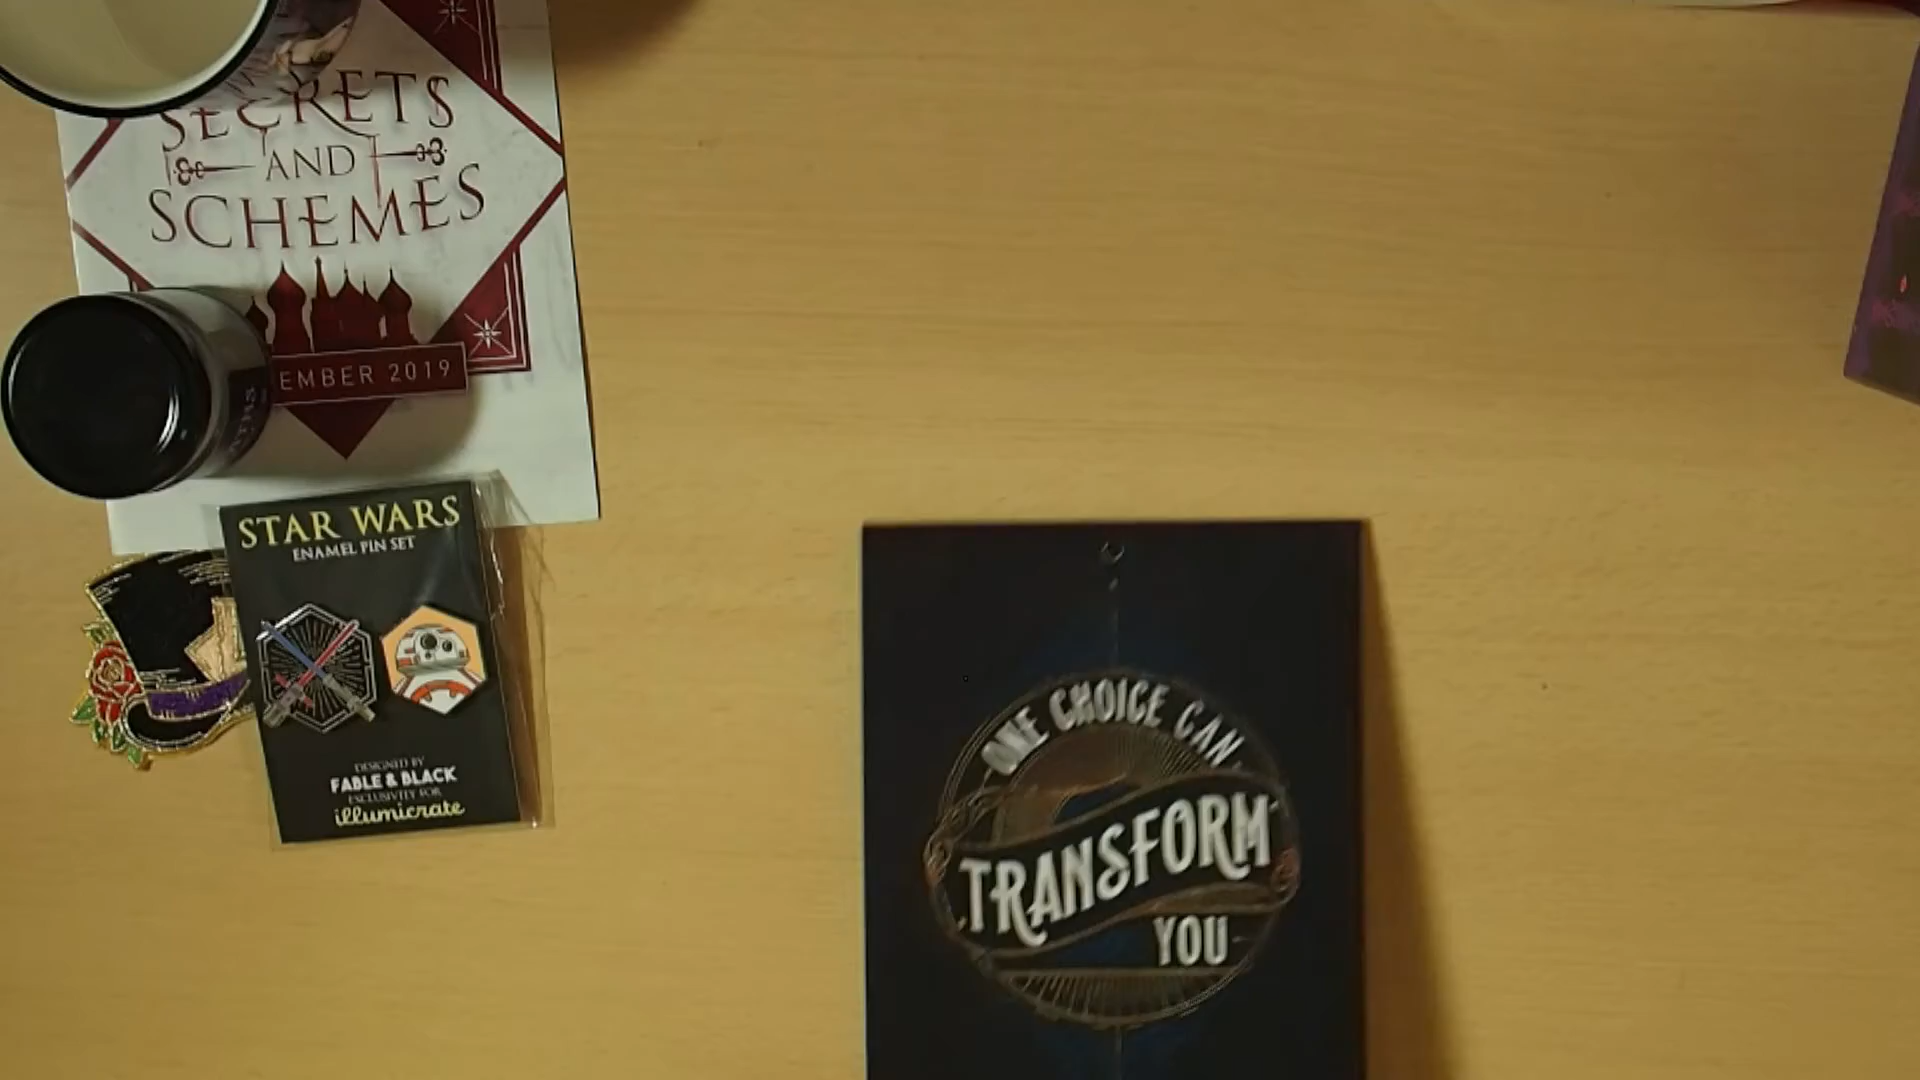 SECRETS
AND
SCHEMES
EMBER 2019
STAR WARS
ENAMEL PIN SET
DESIGNED BY
FABLE & BLACK
EXCLUSIVITY FOR
illumicrate
ONE CHOICE CAN
TRANSFORM
YOU